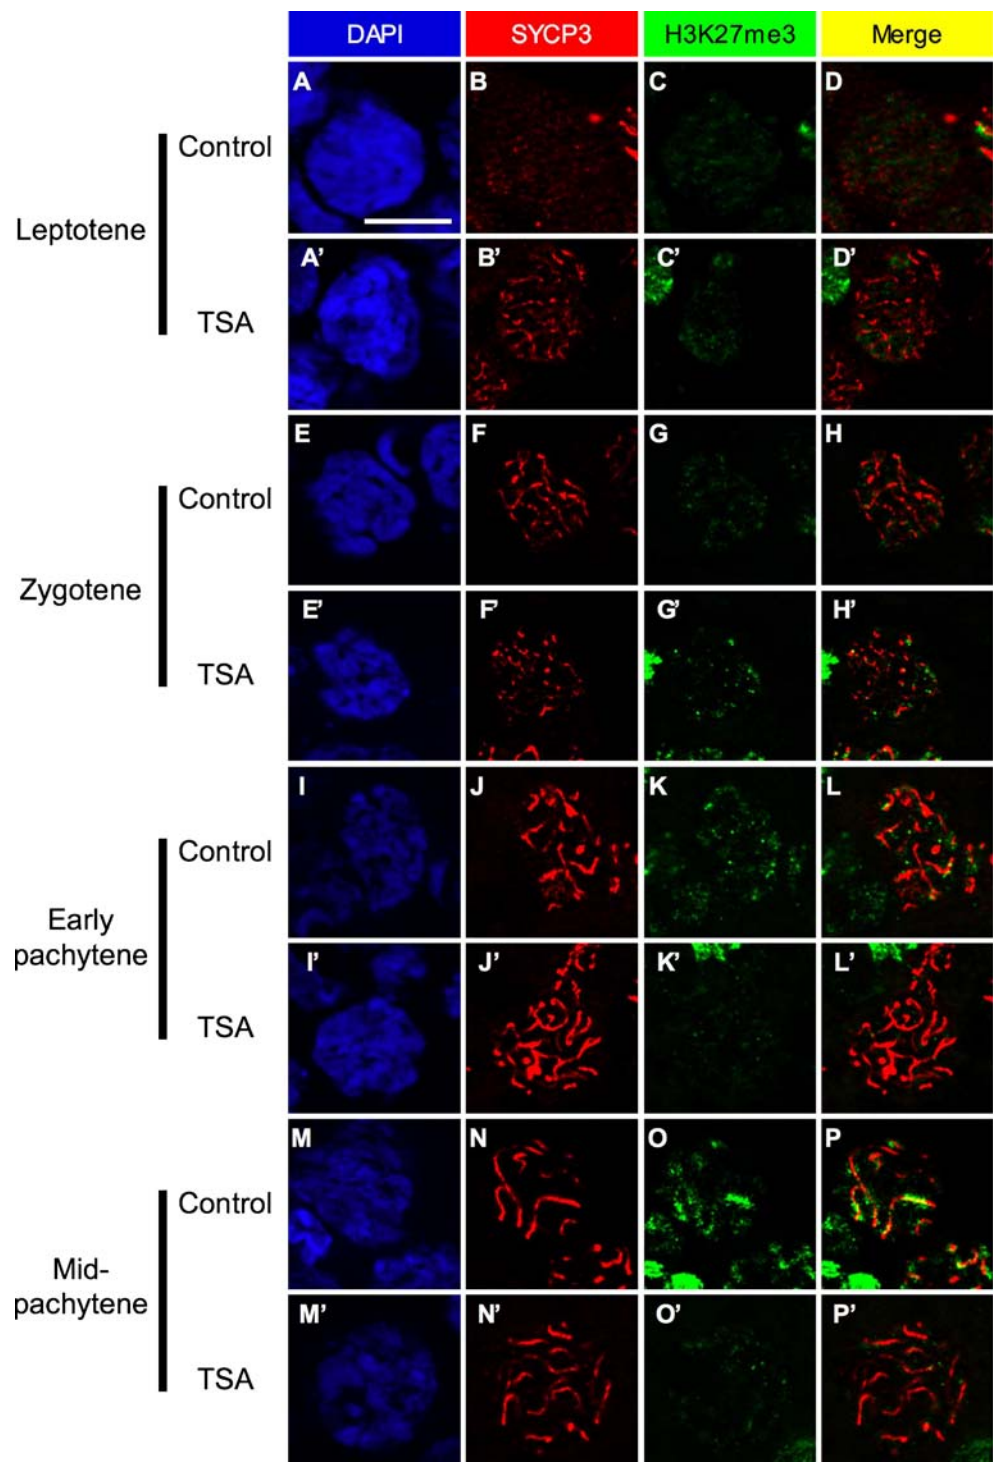 DAPI SYCP3 H3K27me3 Merge
A B C D
Control
Leptotene
A’ B’ C’ D’
TSA
E F G H
Control
Zygotene
E’ F’ G’ H’
TSA
I J K L
Control
Early
pachytene
I’ J’ K’ L’
TSA
M N O P
Control
Mid-
pachytene
M’ N’ O’ P’
TSA